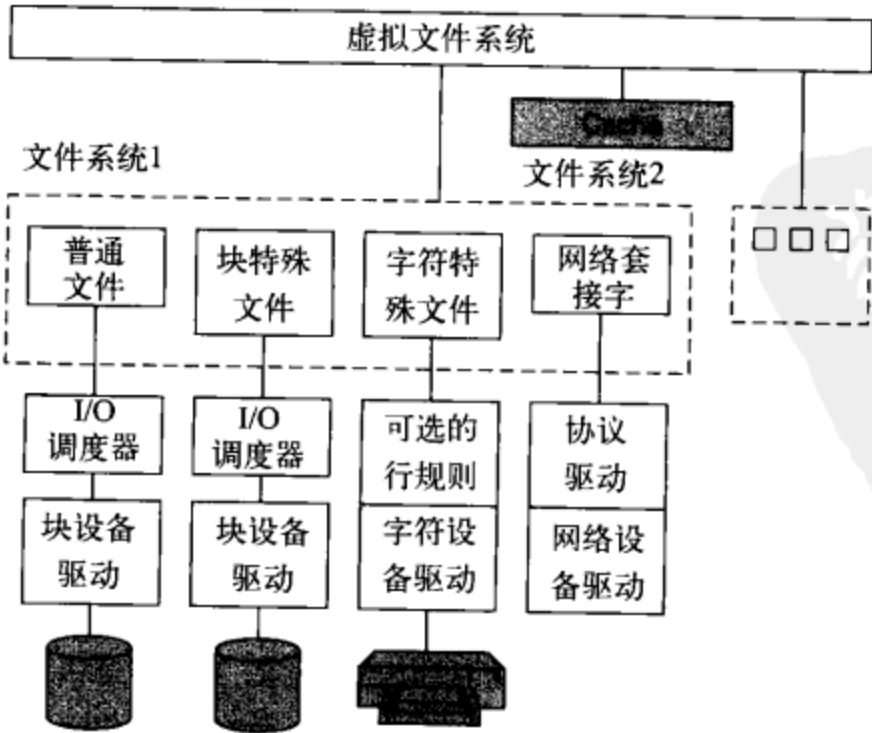 虚拟文件系统
Cache
文件系统1
文件系统2
普通
文件
块特殊
文件
字符特
殊文件
网络套
接字
I/O
调度器
I/O
调度器
可选的
行规则
协议
驱动
块设备
驱动
块设备
驱动
字符设
备驱动
网络设
备驱动